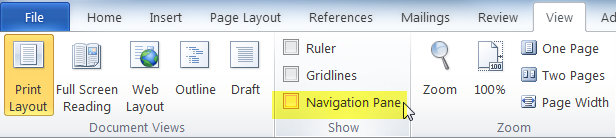 File Home Insert Page Layout References Mailings Review View
Print Layout
Full Screen Reading
Web Layout
Outline
Draft
Document Views
Ruler
Gridlines
Navigation Pane
Show
Zoom
100
100%
One Page
Two Pages
Page Width
Zoom